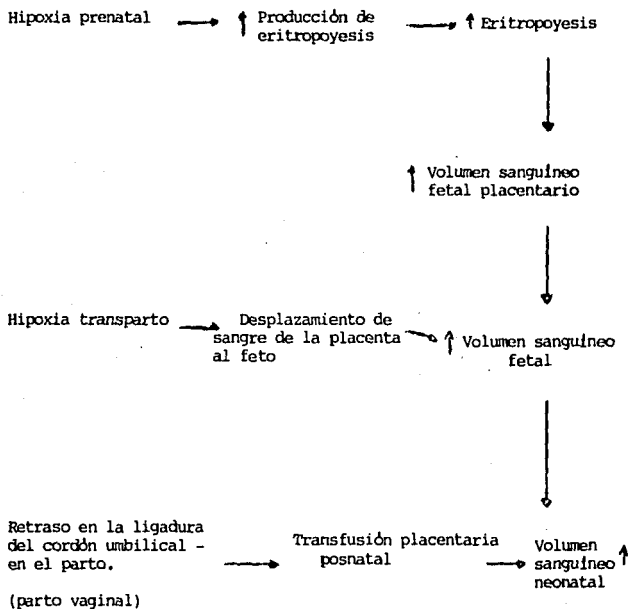 Hipoxia prenatal
Producción de
eritropoyesis
Eritropoyesis
Volumen sanguíneo
fetal placentario
Hipoxia transparto
Desplazamiento de
sangre de la placenta
al feto
Volumen sanguíneo
fetal
Retraso en la ligadura
del cordón umbilical -
en el parto.
(parto vaginal)
Transfusión placentaria
posnatal
Volumen
sanguíneo
neonatal